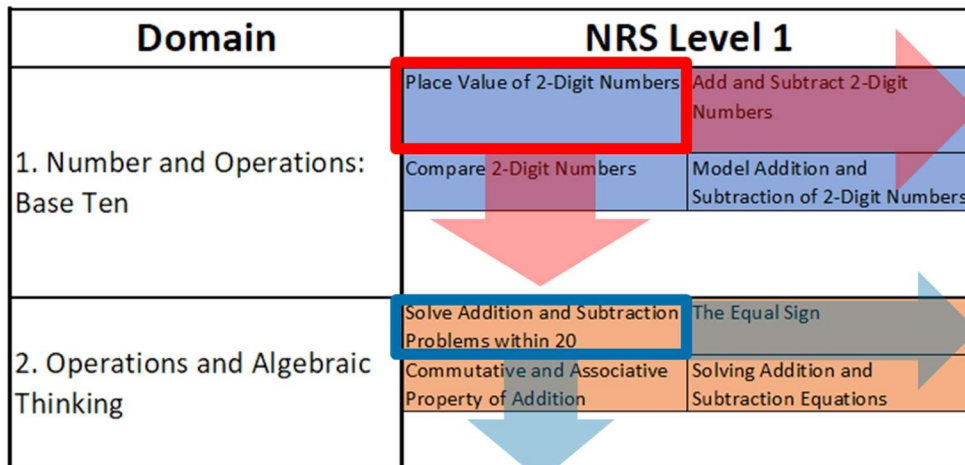 Domain
NRS Level 1
1. Number and Operations:
Base Ten
Place Value of 2-Digit Numbers
Add and Subtract 2-Digit
Numbers
Compare 2-Digit Numbers
Model Addition and
Subtraction of 2-Digit Numbers
2. Operations and Algebraic
Thinking
Solve Addition and Subtraction
Problems within 20
The Equal Sign
Commutative and Associative
Property of Addition
Solving Addition and
Subtraction Equations